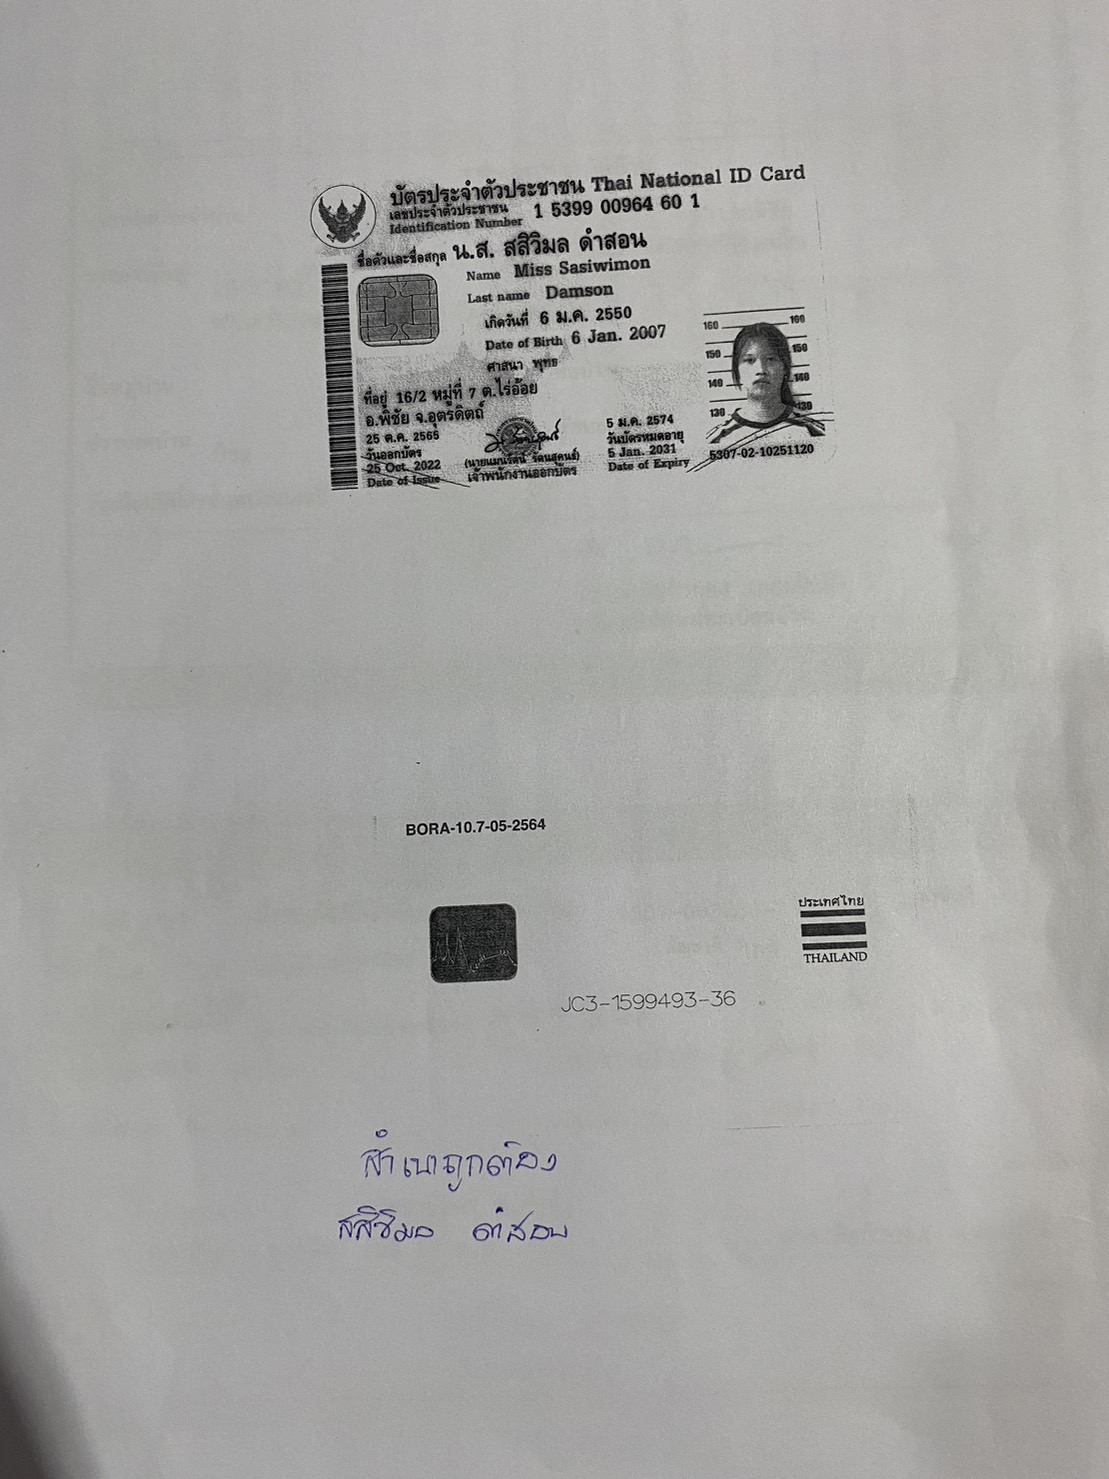 บัตรประจำตัวประชาชน Thai National ID Card
เลขประจำตัวประชาชน
Identification Number 1 5399 00964 60 1
ชื่อตัวและชื่อสกุล น.ส. สสิวิมล ดำสอน
Name Miss Sasiwimon
Last name Damson
เกิดวันที่ 6 ม.ค. 2550
Date of Birth 6 Jan. 2007
ศาสนา พุทธ
ที่อยู่ 16/2 หมู่ที่ 7 ต.ไร่อ้อย
อ.พิชัย จ.อุตรดิตถ์
25 ต.ค. 2565
วันออกบัตร
25 Oct. 2022
Date of Issue
เจ้าพนักงานออกบัตร
5 ม.ค. 2574
วันบัตรหมดอายุ
5 Jan. 2031
Date of Expiry
160 160
150 150
140 140
130 130
5307-02-10251120
BORA-10.7-05-2564
ประเทศไทย
THAILAND
JC3-1599493-36
สำเนาถูกต้อง
สสิวิมล ดำสอน